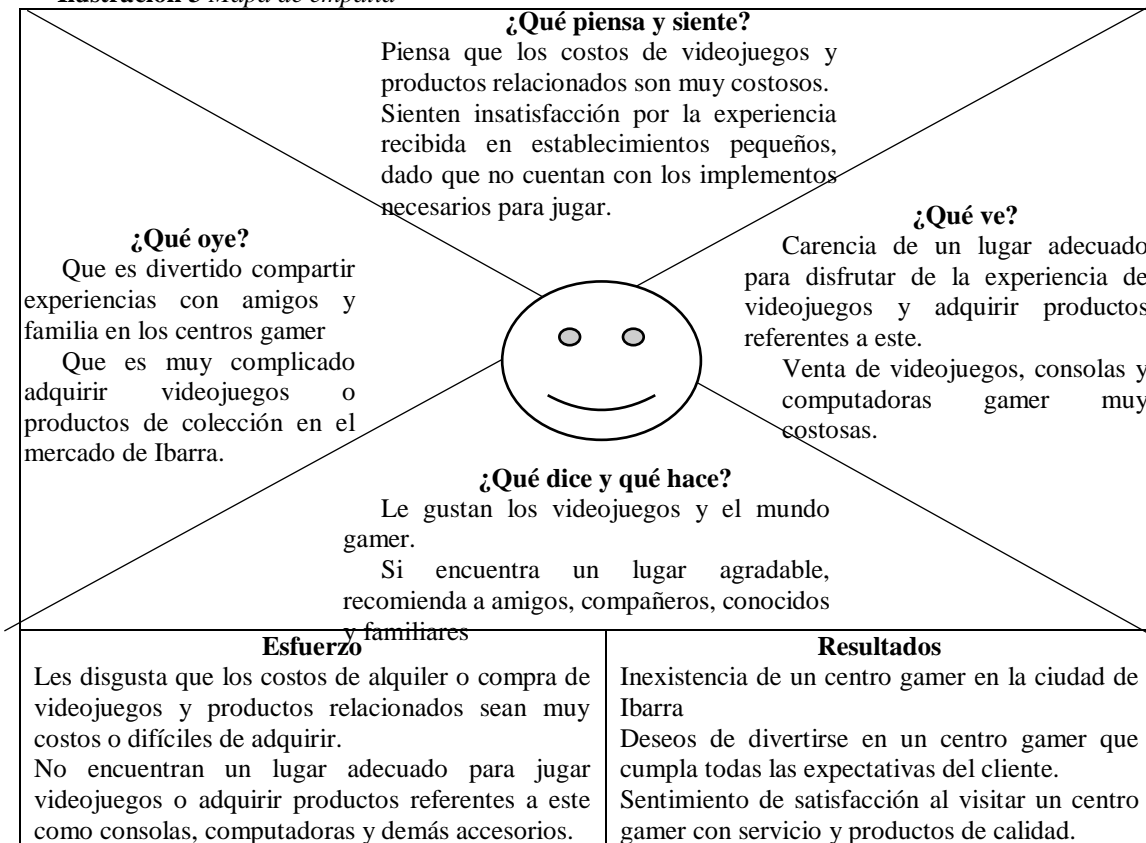 Ilustración 3 Mapa de empatía
¿Qué piensa y siente?
Piensa que los costos de videojuegos y
productos relacionados son muy costosos.
Sienten insatisfacción por la experiencia
recibida en establecimientos pequeños,
dado que no cuentan con los implementos
necesarios para jugar.
¿Qué oye?
Que es divertido compartir
experiencias con amigos y
familia en los centros gamer
Que es muy complicado
adquirir videojuegos o
productos de colección en el
mercado de Ibarra.
¿Qué ve?
Carencia de un lugar adecuado
para disfrutar de la experiencia de
videojuegos y adquirir productos
referentes a este.
Venta de videojuegos, consolas y
computadoras gamer muy
costosas.
¿Qué dice y qué hace?
Le gustan los videojuegos y el mundo
gamer.
Si encuentra un lugar agradable,
recomienda a amigos, compañeros, conocidos
y familiares
Esfuerzo
Les disgusta que los costos de alquiler o compra de
videojuegos y productos relacionados sean muy
costos o difíciles de adquirir.
No encuentran un lugar adecuado para jugar
videojuegos o adquirir productos referentes a este
como consolas, computadoras y demás accesorios.
Resultados
Inexistencia de un centro gamer en la ciudad de
Ibarra
Deseos de divertirse en un centro gamer que
cumpla todas las expectativas del cliente.
Sentimiento de satisfacción al visitar un centro
gamer con servicio y productos de calidad.